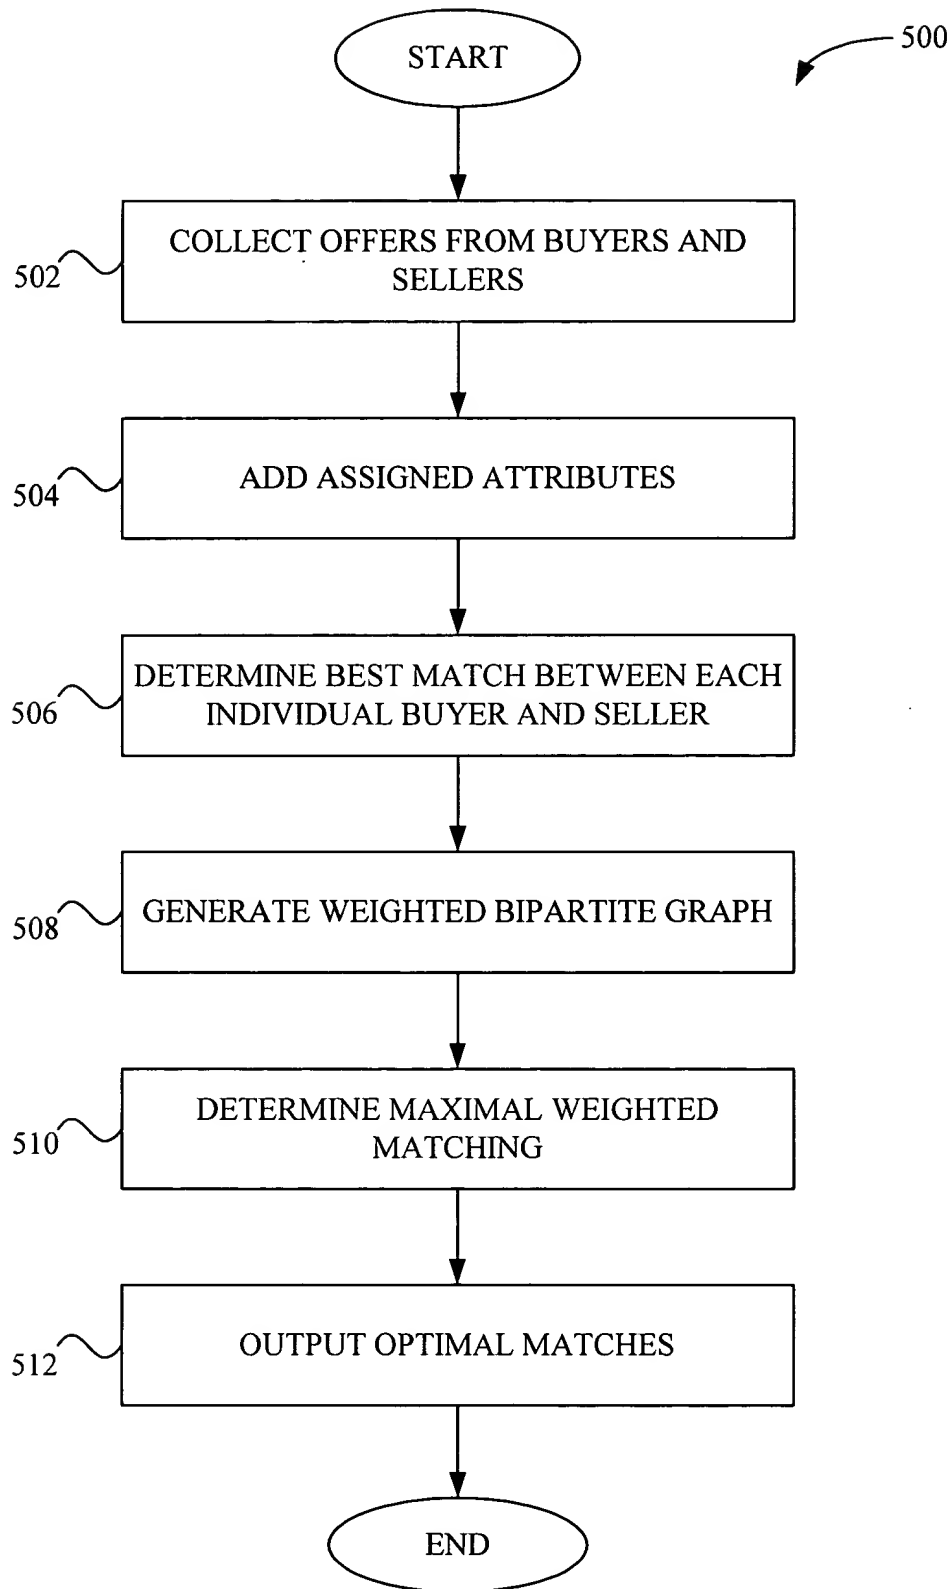 START
500
COLLECT OFFERS FROM BUYERS AND
SELLERS
502
ADD ASSIGNED ATTRIBUTES
504
DETERMINE BEST MATCH BETWEEN EACH
INDIVIDUAL BUYER AND SELLER
506
GENERATE WEIGHTED BIPARTITE GRAPH
508
DETERMINE MAXIMAL WEIGHTED
MATCHING
510
OUTPUT OPTIMAL MATCHES
512
END